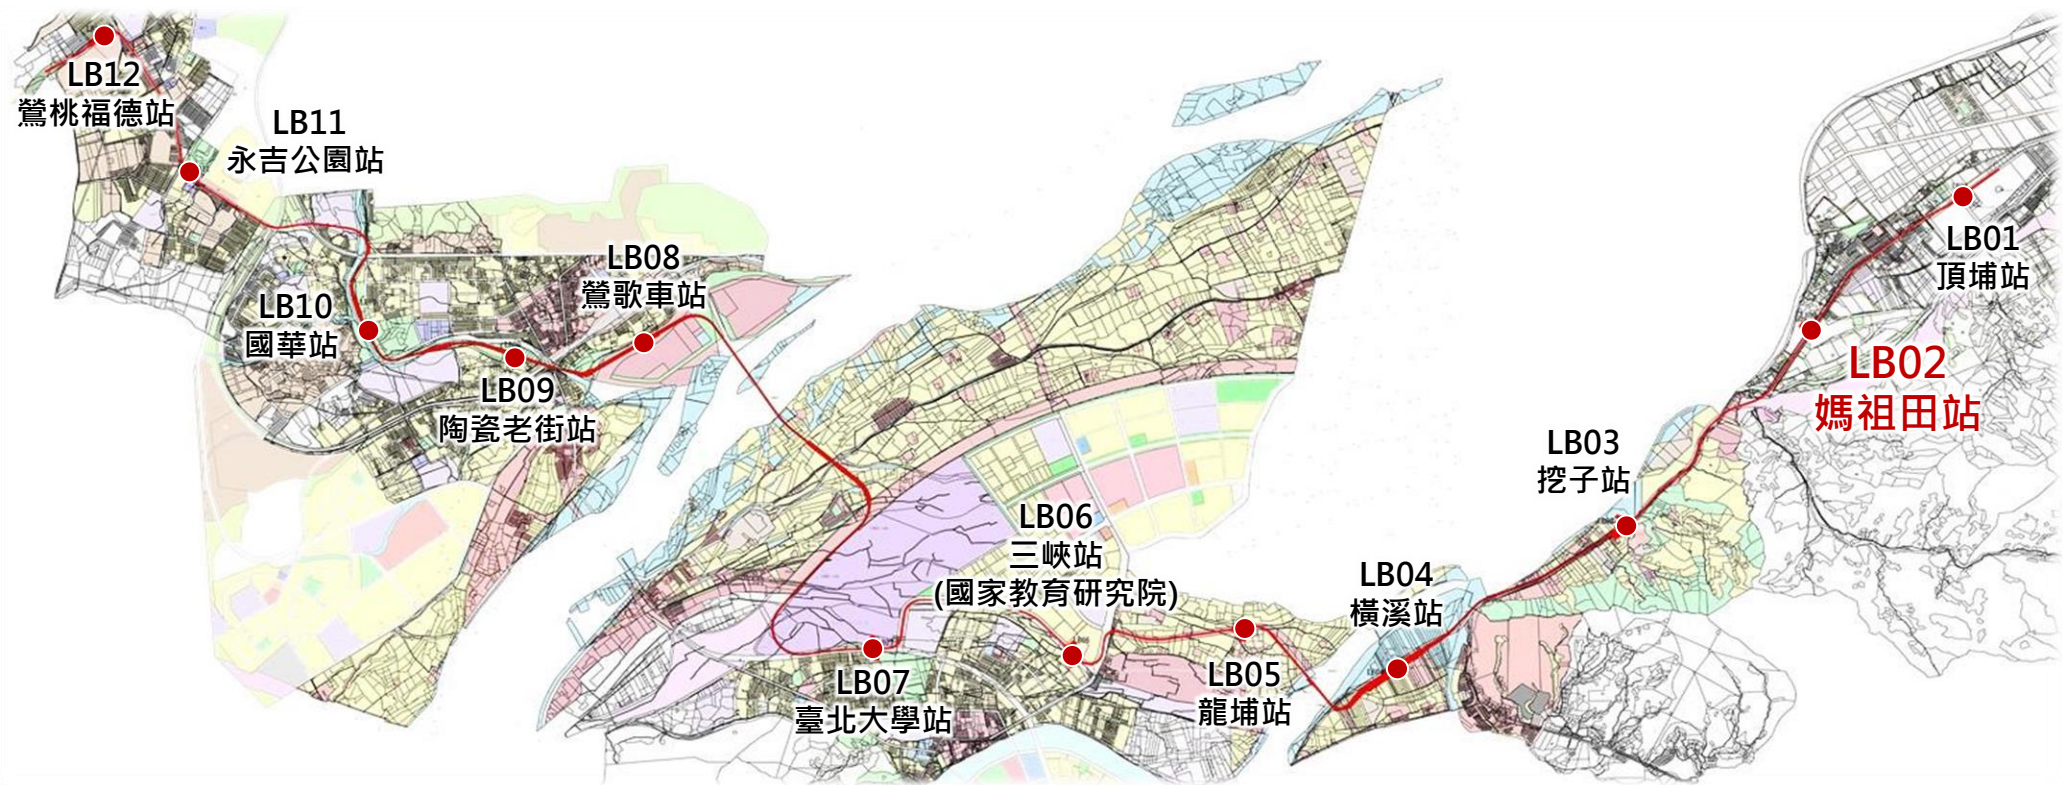 LB12
鶯桃福德站
LB11
永吉公園站
LB10
國華站
LB09
陶瓷老街站
LB08
鶯歌車站
LB07
臺北大學站
LB06
三峽站
(國家教育研究院)
LB05
龍埔站
LB04
橫溪站
LB03
挖子站
LB02
媽祖田站
LB01
頂埔站